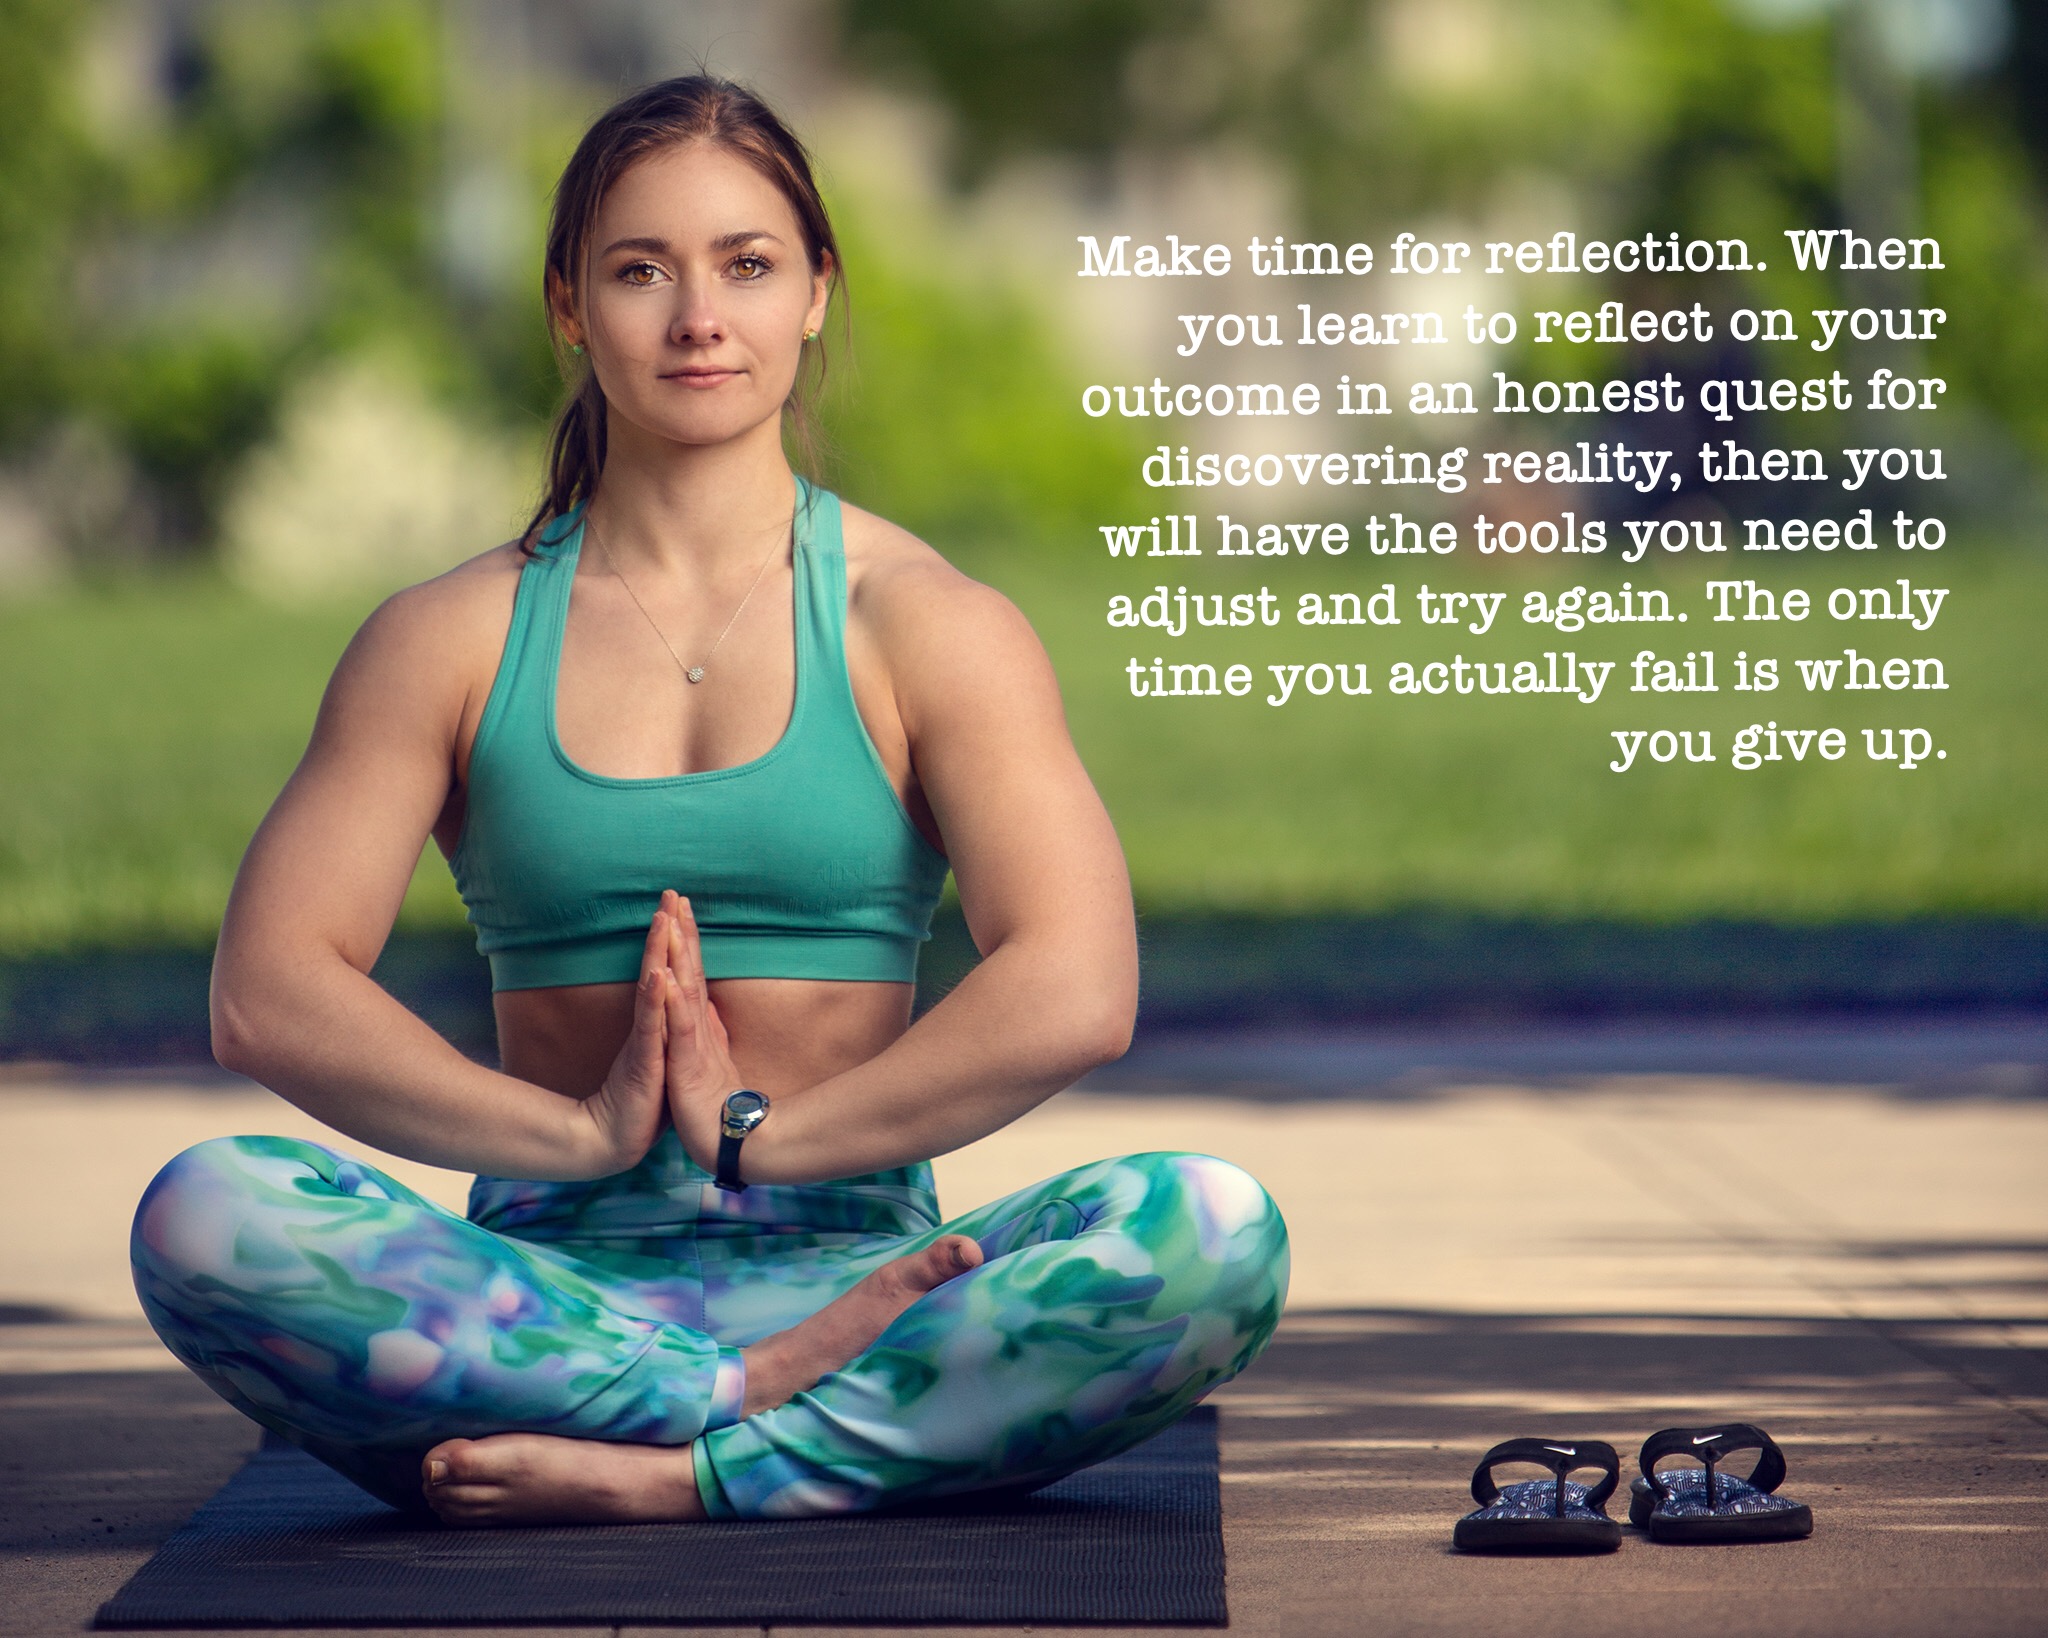 Make time for reflection. When
you learn to reflect on your
outcome in an honest quest for
discovering reality, then you
will have the tools you need to
adjust and try again. The only
time you actually fail is when
you give up.